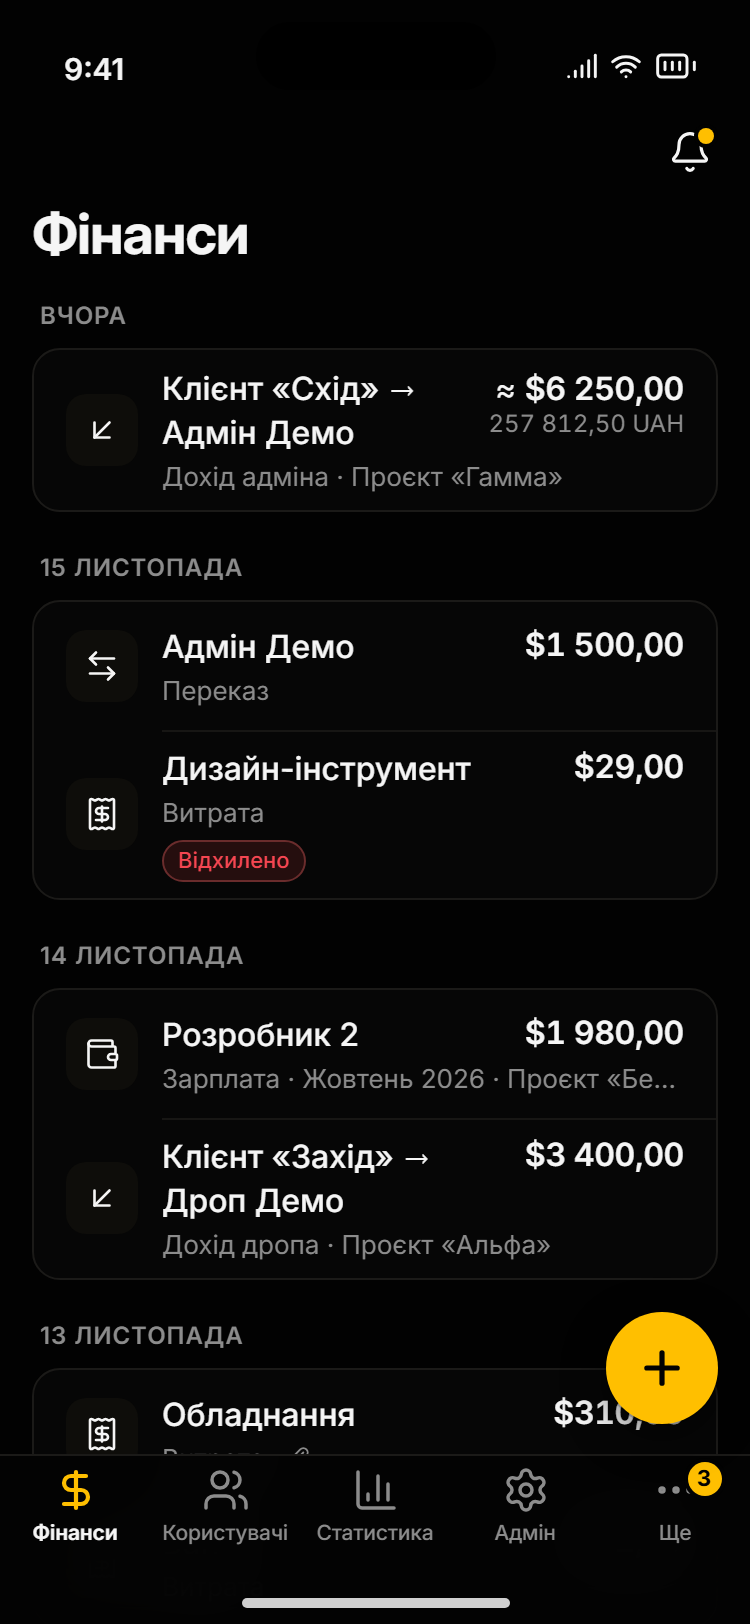 9:41
Фінанси
ВЧОРА
Клієнт «Схід» → ≈ $6 250,00
Адмін Демо 257 812,50 UAH
Дохід адміна · Проєкт «Гамма»
15 ЛИСТОПАДА
Адмін Демо $1 500,00
Переказ
Дизайн-інструмент $29,00
Витрата
Відхилено
14 ЛИСТОПАДА
Розробник 2 $1 980,00
Зарплата · Жовтень 2026 · Проєкт «Бе...
Клієнт «Захід» → $3 400,00
Дроп Демо
Дохід дропа · Проєкт «Альфа»
13 ЛИСТОПАДА
Обладнання $310,
3
Фінанси Користувачі Статистика Адмін Ще